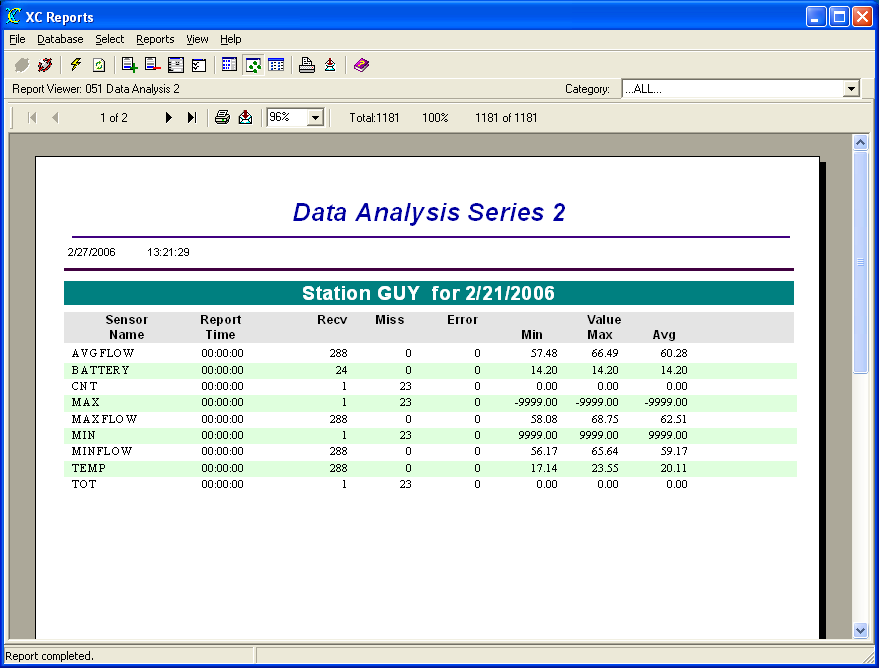 XC Reports
File Database Select Reports View Help
Report Viewer: 051 Data Analysis 2 Category: ...ALL...
1 of 2 96% Total:1181 100% 1181 of 1181
Data Analysis Series 2
2/27/2006 13:21:29
Station GUY for 2/21/2006
Sensor Report Recv Miss Error Value
Name Time Min Max Avg
AVGFLOW 00:00:00 288 0 0 57.48 66.49 60.28
BATTERY 00:00:00 24 0 0 14.20 14.20 14.20
CNT 00:00:00 1 23 0 0.00 0.00 0.00
MAX 00:00:00 1 23 0 -9999.00 -9999.00 -9999.00
MAXFLOW 00:00:00 288 0 0 58.08 68.75 62.51
MIN 00:00:00 1 23 0 9999.00 9999.00 9999.00
MINFLOW 00:00:00 288 0 0 56.17 65.64 59.17
TEMP 00:00:00 288 0 0 17.14 23.55 20.11
TOT 00:00:00 1 23 0 0.00 0.00 0.00
Report completed.